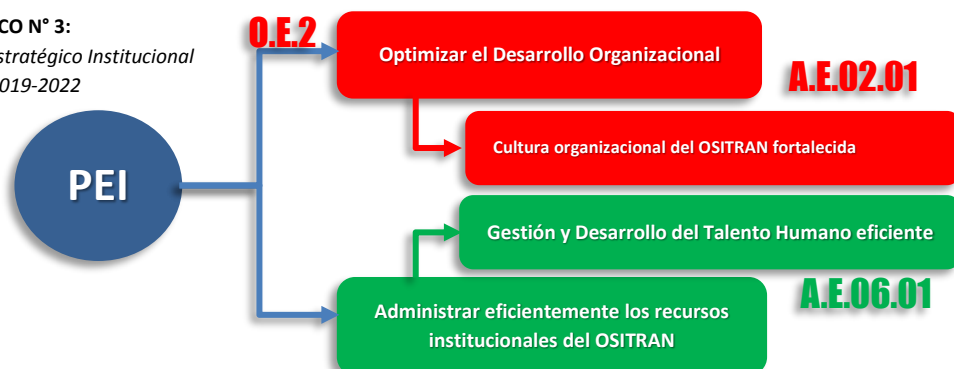 CO N° 3:
stratégico Institucional
019-2022
O.E.2
Optimizar el Desarrollo Organizacional
A.E.02.01
Cultura organizacional del OSITRAN fortalecida
PEI
Gestión y Desarrollo del Talento Humano eficiente
A.E.06.01
Administrar eficientemente los recursos
institucionales del OSITRAN